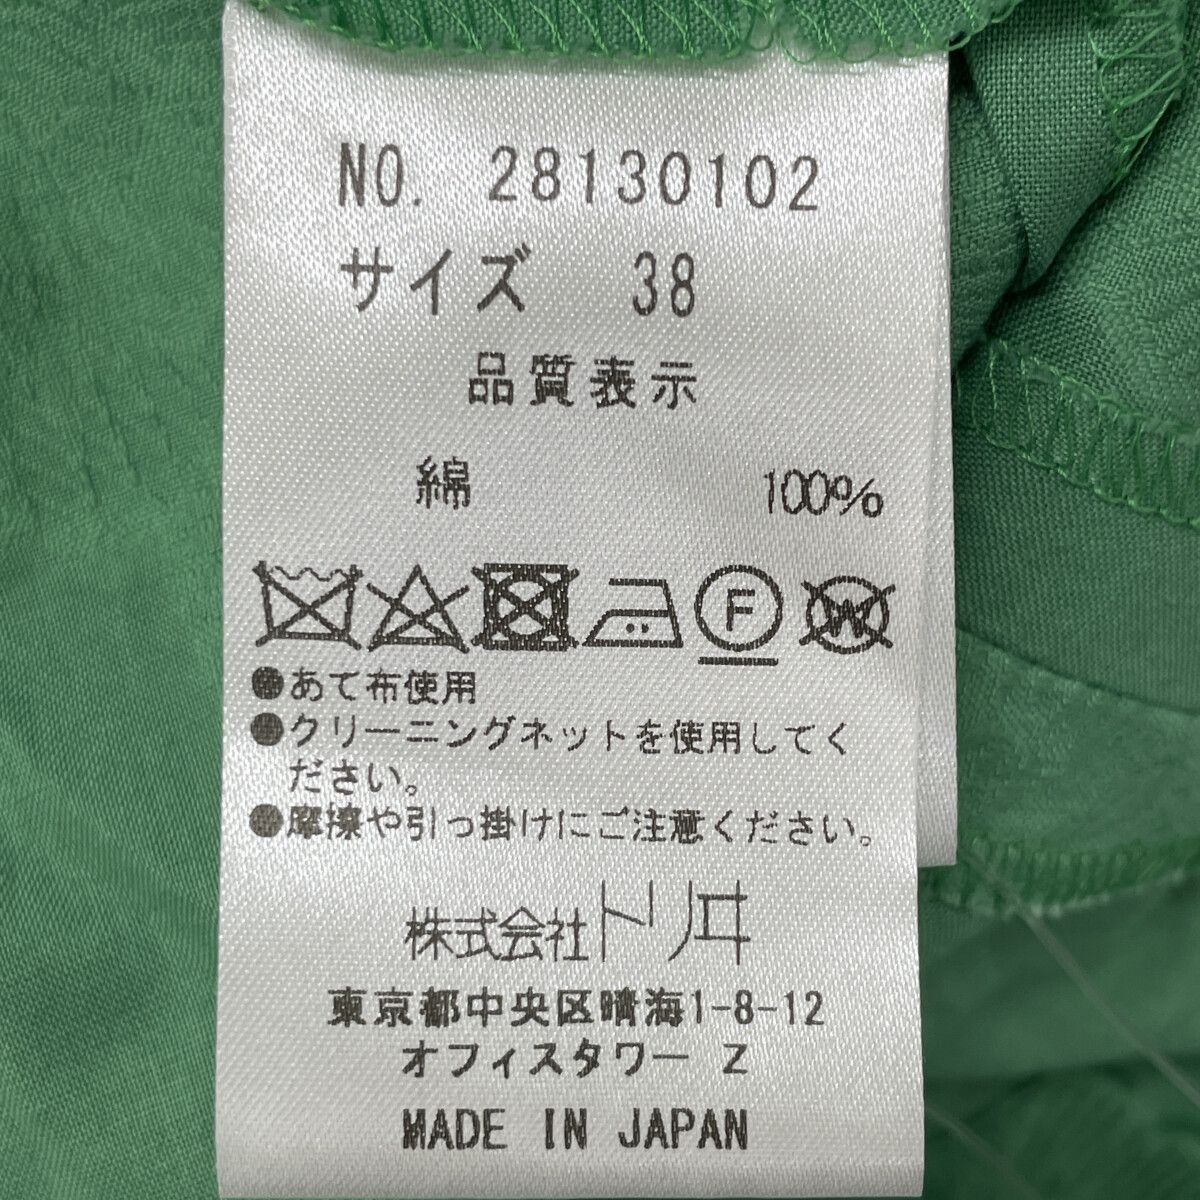 NO. 28130102
サイズ 38
品質表示
綿 100%
F W
●あて布使用
●クリーニングネットを使用してく
ださい。
●摩擦や引っ掛けにご注意ください。
株式会社トリヰ
東京都中央区晴海1-8-12
オフィスタワー Z
MADE IN JAPAN